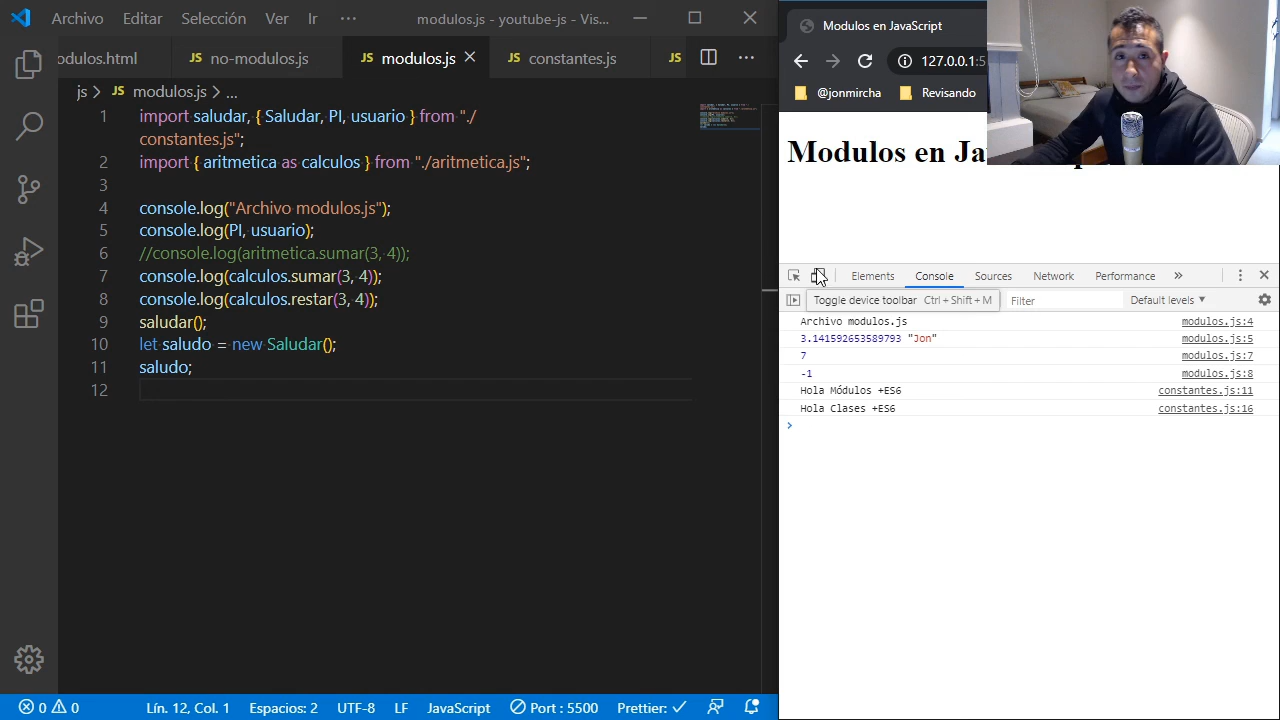 Archivo Editar Selección Ver Ir ··· modulos.js - youtube-js - Vis...
odulos.html JS no-modulos.js JS modulos.js JS constantes.js JS
js > JS modulos.js > ...
1 import saludar, { Saludar, PI, usuario } from "./
constantes.js";
2 import { aritmetica as calculos } from "./aritmetica.js";
3
4 console.log("Archivo modulos.js");
5 console.log(PI, usuario);
6 //console.log(aritmetica.sumar(3, 4));
7 console.log(calculos.sumar(3, 4));
8 console.log(calculos.restar(3, 4));
9 saludar();
10 let saludo = new Saludar();
11 saludo;
12
0 0 Lín. 12, Col. 1 Espacios: 2 UTF-8 LF JavaScript Port : 5500 Prettier: ✓
Modulos en JavaScript
127.0.0.1:5
@jonmircha Revisando
Modulos en Ja
Elements Console Sources Network Performance »
Toggle device toolbar Ctrl + Shift + M Filter Default levels ▼
Archivo modulos.js modulos.js:4
3.141592653589793 "Jon" modulos.js:5
7 modulos.js:7
-1 modulos.js:8
Hola Módulos +ES6 constantes.js:11
Hola Clases +ES6 constantes.js:16
>